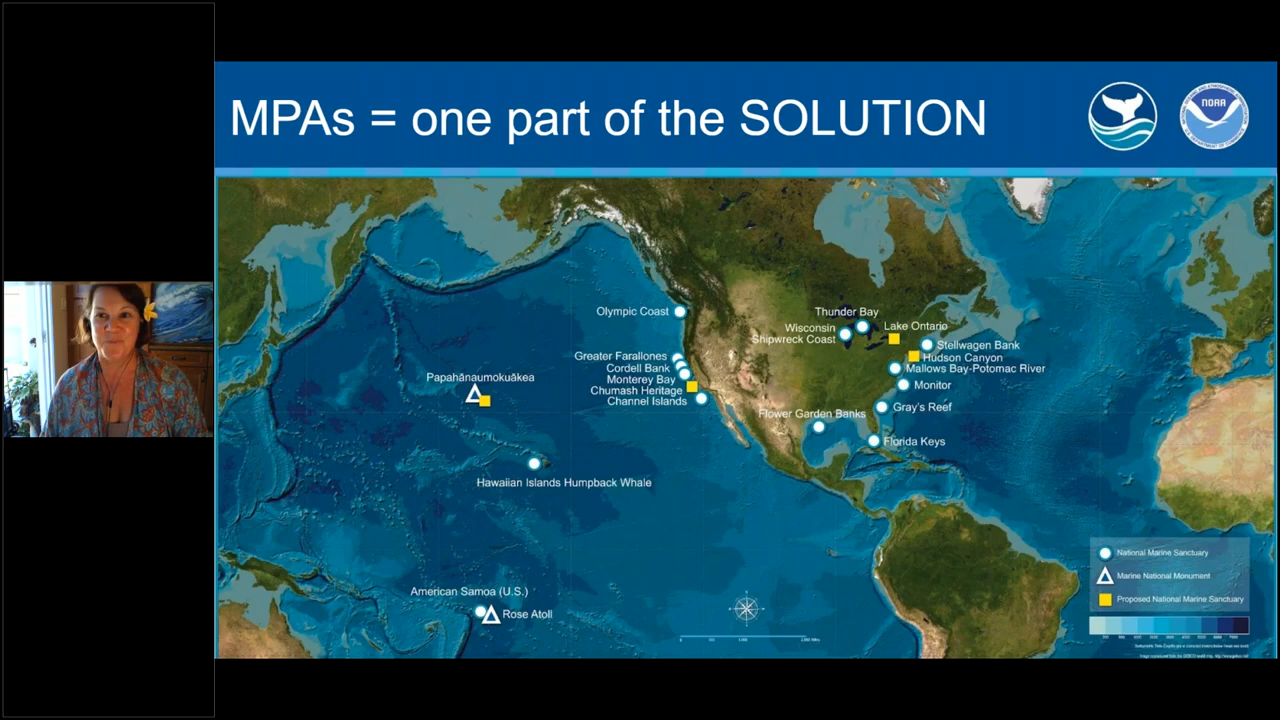 MPAs = one part of the SOLUTION
NOAA
Olympic Coast
Thunder Bay
Wisconsin
Shipwreck Coast
Lake Ontario
Stellwagen Bank
Hudson Canyon
Mallows Bay-Potomac River
Monitor
Gray's Reef
Florida Keys
Flower Garden Banks
Greater Farallones
Cordell Bank
Monterey Bay
Chumash Heritage
Channel Islands
Papahānaumokuākea
Hawaiian Islands Humpback Whale
American Samoa (U.S.)
Rose Atoll
National Marine Sanctuary
Marine National Monument
Proposed National Marine Sanctuary